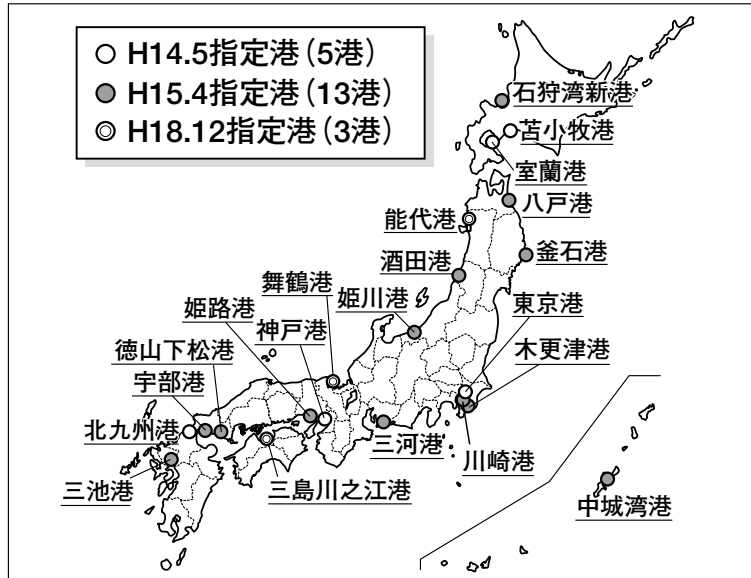 H14.5指定港(5港)
H15.4指定港(13港)
H18.12指定港(3港)
石狩湾新港
苫小牧港
室蘭港
八戸港
能代港
釜石港
酒田港
舞鶴港
姫川港
東京港
姫路港
神戸港
木更津港
徳山下松港
宇部港
北九州港
三河港
川崎港
三池港
三島川之江港
中城湾港